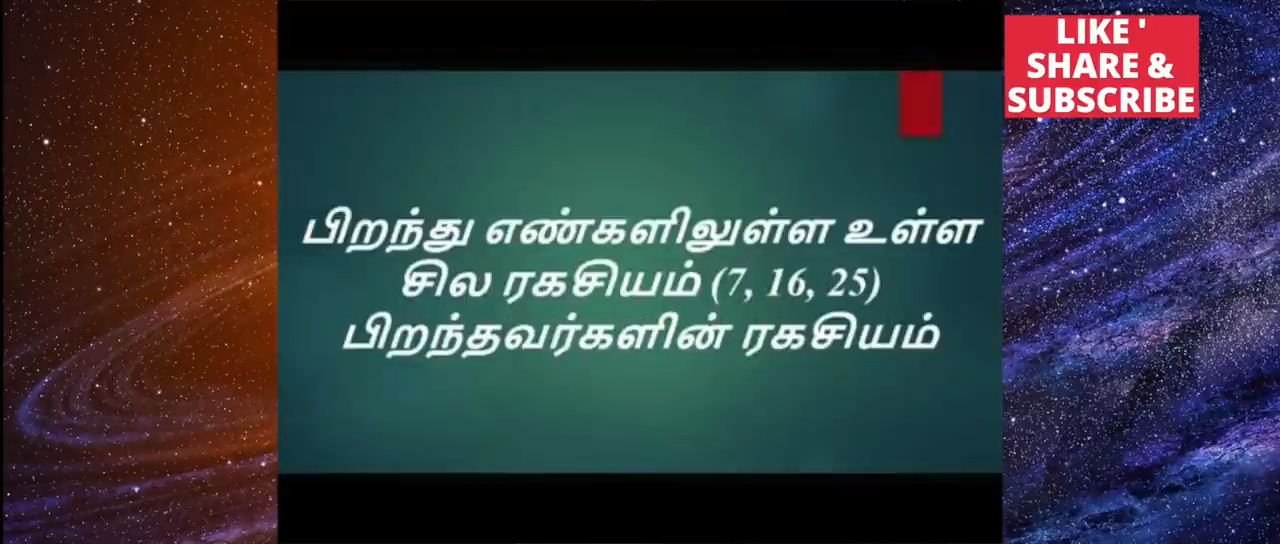 LIKE '
SHARE &
SUBSCRIBE
பிறந்து எண்களிலுள்ள உள்ள
சில ரகசியம் (7, 16, 25)
பிறந்தவர்களின் ரகசியம்